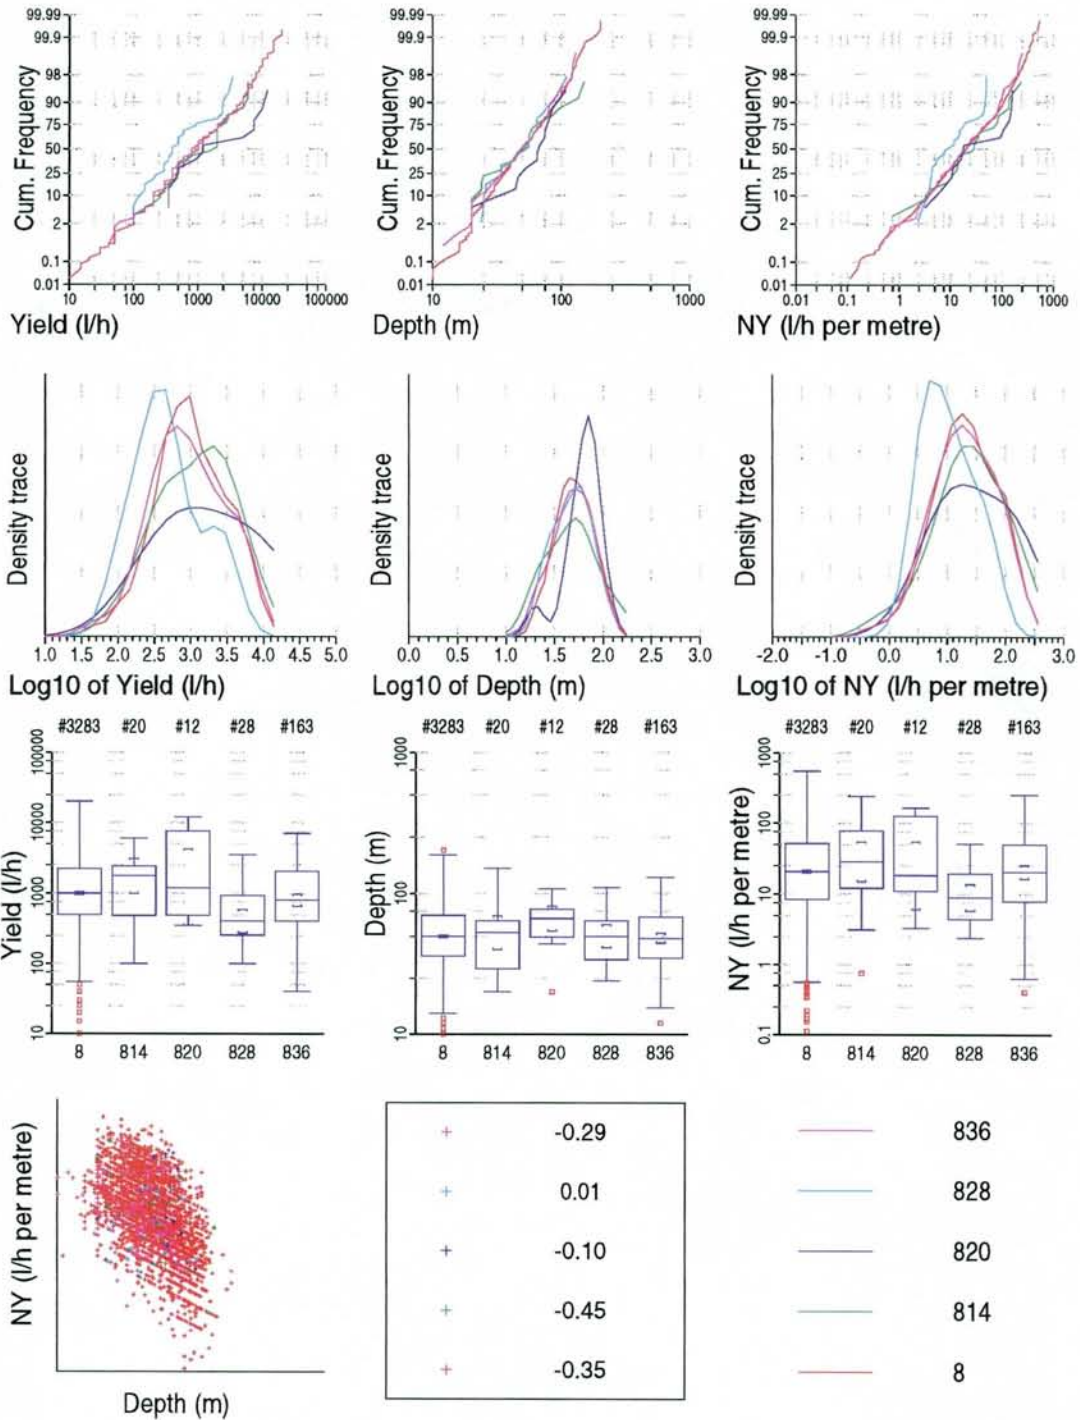 99.99
99.9
98
90
75
50
25
10
2
0.1
0.01
Cum. Frequency
10 100 1000 10000 100000
Yield (l/h)
99.99
99.9
98
90
75
50
25
10
2
0.1
0.01
Cum. Frequency
10 100 1000
Depth (m)
99.99
99.9
98
90
75
50
25
10
2
0.1
0.01
Cum. Frequency
0.01 0.1 1 10 100 1000
NY (l/h per metre)
Density trace
1.0 1.5 2.0 2.5 3.0 3.5 4.0 4.5 5.0
Log10 of Yield (l/h)
Density trace
0.0 0.5 1.0 1.5 2.0 2.5 3.0
Log10 of Depth (m)
Density trace
-2.0 -1.0 0.0 1.0 2.0 3.0
Log10 of NY (l/h per metre)
#3283 #20 #12 #28 #163
100000
10000
1000
100
10
Yield (l/h)
8 814 820 828 836
#3283 #20 #12 #28 #163
1000
100
10
Depth (m)
8 814 820 828 836
#3283 #20 #12 #28 #163
1000
100
10
1
0.1
NY (l/h per metre)
8 814 820 828 836
NY (l/h per metre)
Depth (m)
-0.29
0.01
-0.10
-0.45
-0.35
836
828
820
814
8